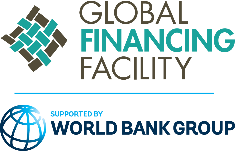 GLOBAL
FINANCING
FACILITY
SUPPORTED BY
WORLD BANK GROUP